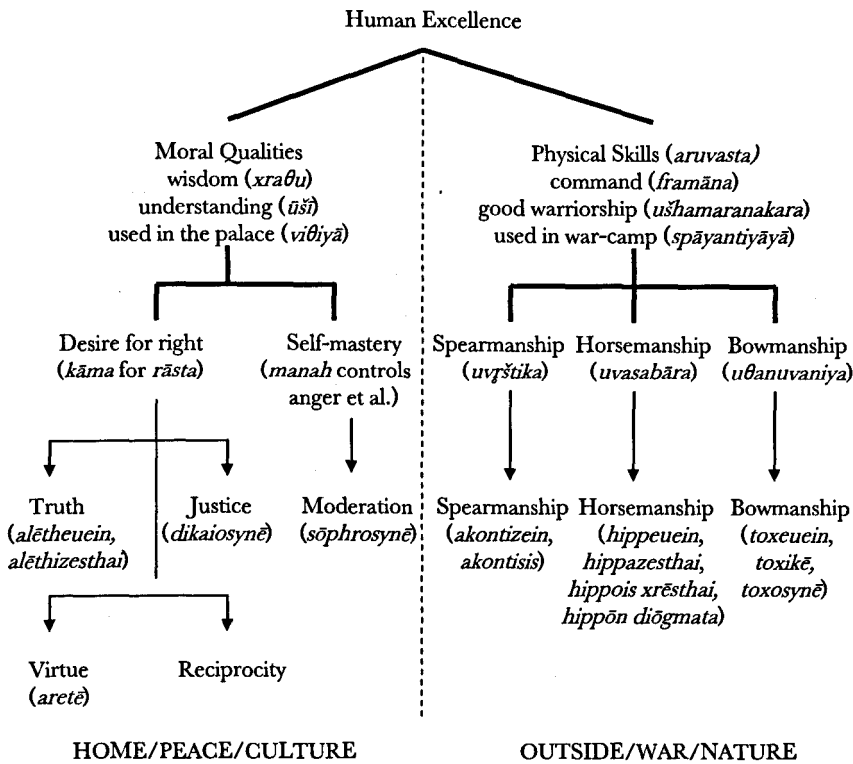 Human Excellence
Moral Qualities
wisdom (xraθu)
understanding (ūšī)
used in the palace (viθiyā)
Physical Skills (aruvasta)
command (framāna)
good warriorship (ušhamaranakara)
used in war-camp (spāyantiyāyā)
Desire for right
(kāma for rāsta)
Self-mastery
(manah controls
anger et al.)
Spearmanship
(uvṛštika)
Horsemanship
(uvasabāra)
Bowmanship
(uθanuvaniya)
Truth
(alētheuein,
alēthizesthai)
Justice
(dikaiosynē)
Moderation
(sōphrosynē)
Spearmanship
(akontizein,
akontisis)
Horsemanship
(hippeuein,
hippazesthai,
hippois xrēsthai,
hippōn diōgmata)
Bowmanship
(toxeuein,
toxikē,
toxosynē)
Virtue
(aretē)
Reciprocity
HOME/PEACE/CULTURE
OUTSIDE/WAR/NATURE